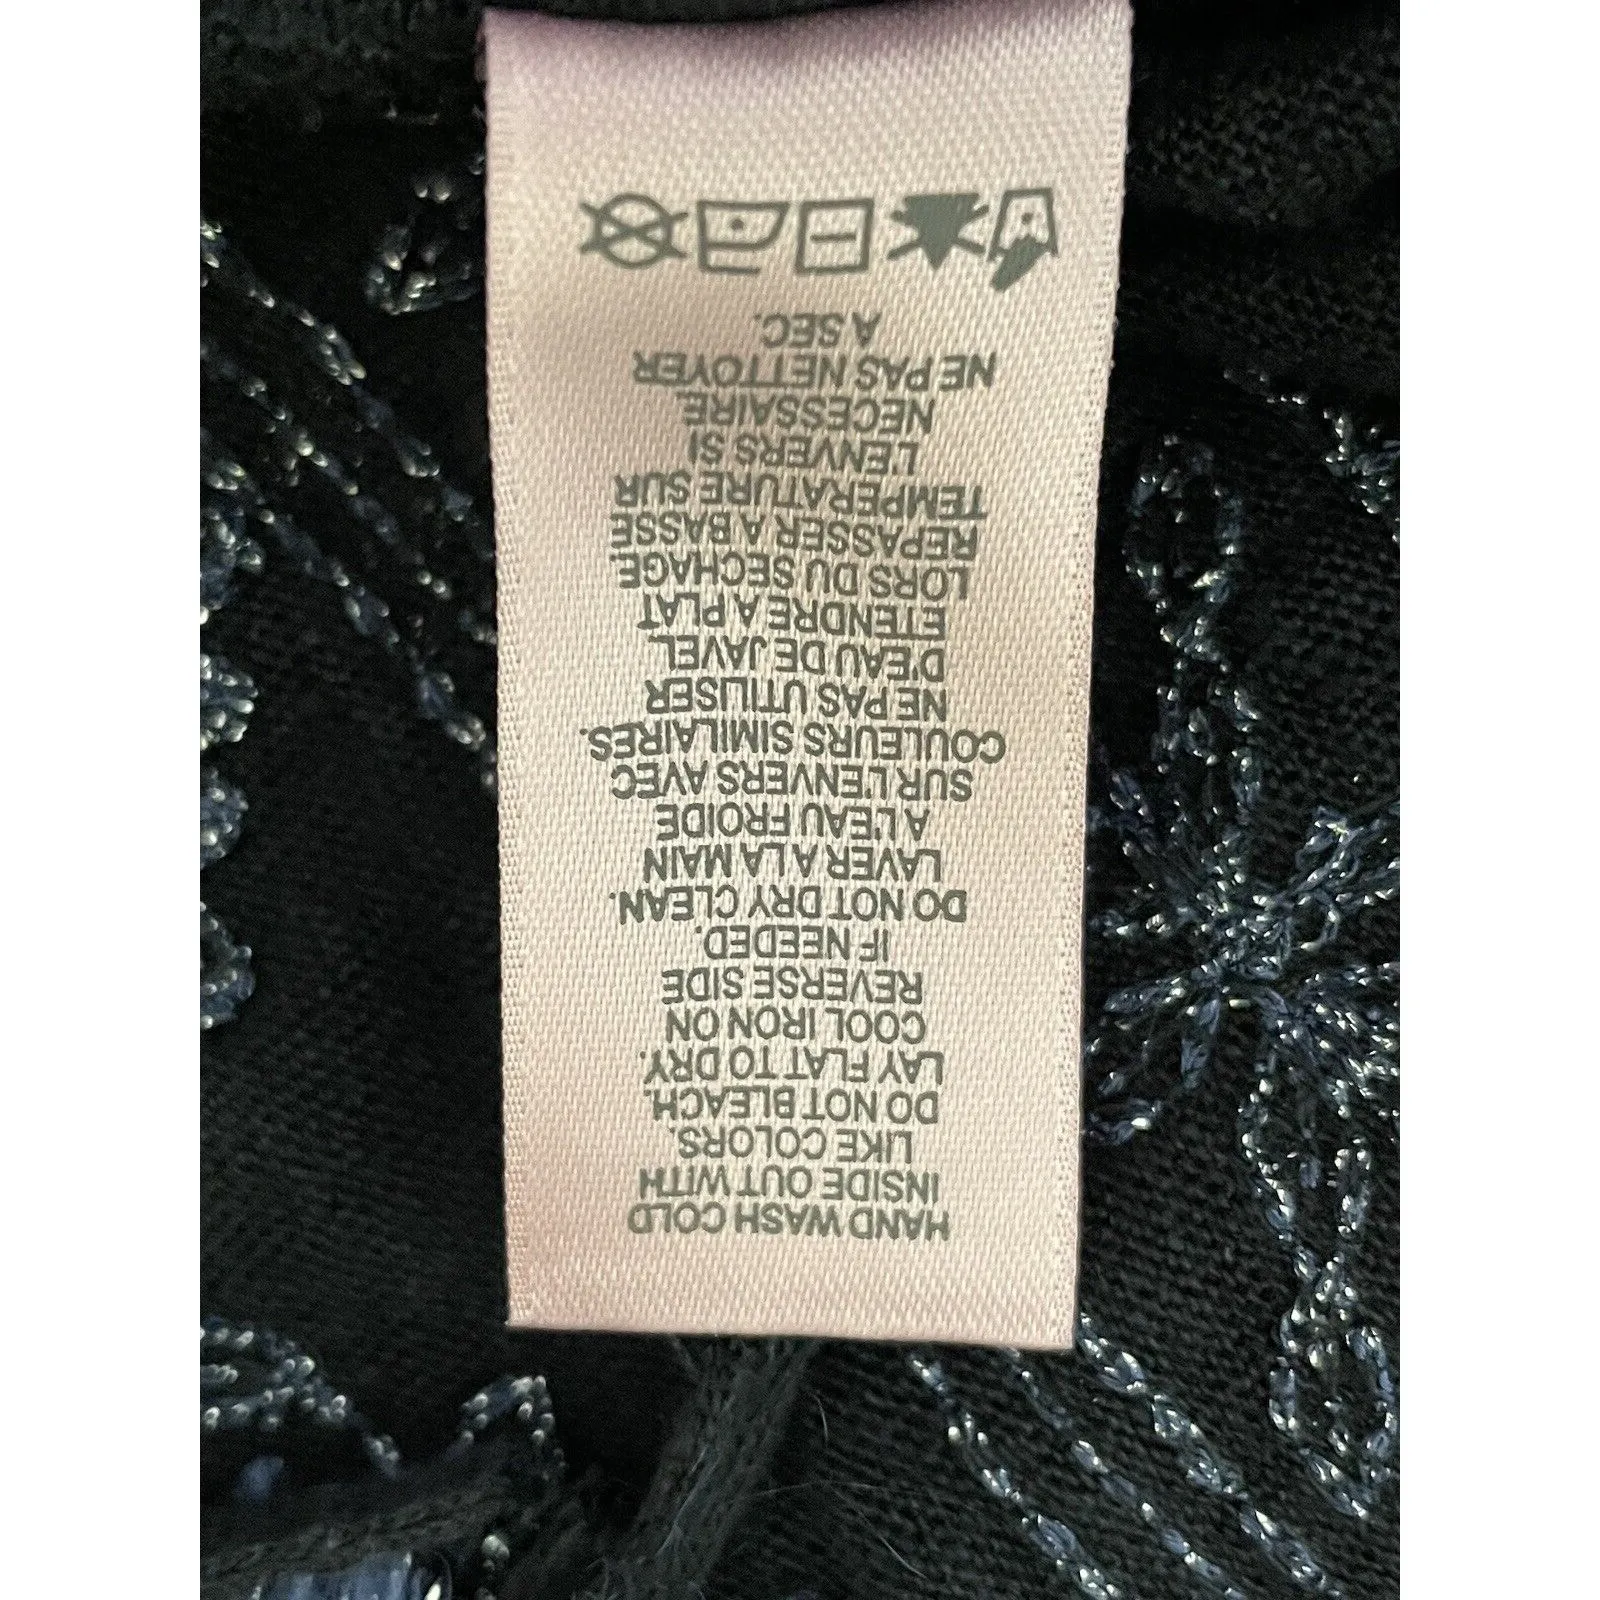 HAND WASH COLD
INSIDE OUT WITH
LIKE COLORS.
DO NOT BLEACH.
LAY FLAT TO DRY.
COOL IRON ON
REVERSE SIDE
IF NEEDED.
DO NOT DRY CLEAN.
LAVER A LA MAIN
A L'EAU FROIDE
SUR L'ENVERS AVEC
COULEURS SIMILAIRES.
NE PAS UTILISER
D'EAU DE JAVEL.
ETENDRE A PLAT
LORS DU SECHAGE
REPASSER A BASSE
TEMPERATURE SUR
L'ENVERS SI
NECESSAIRE.
NE PAS NETTOYER
A SEC.